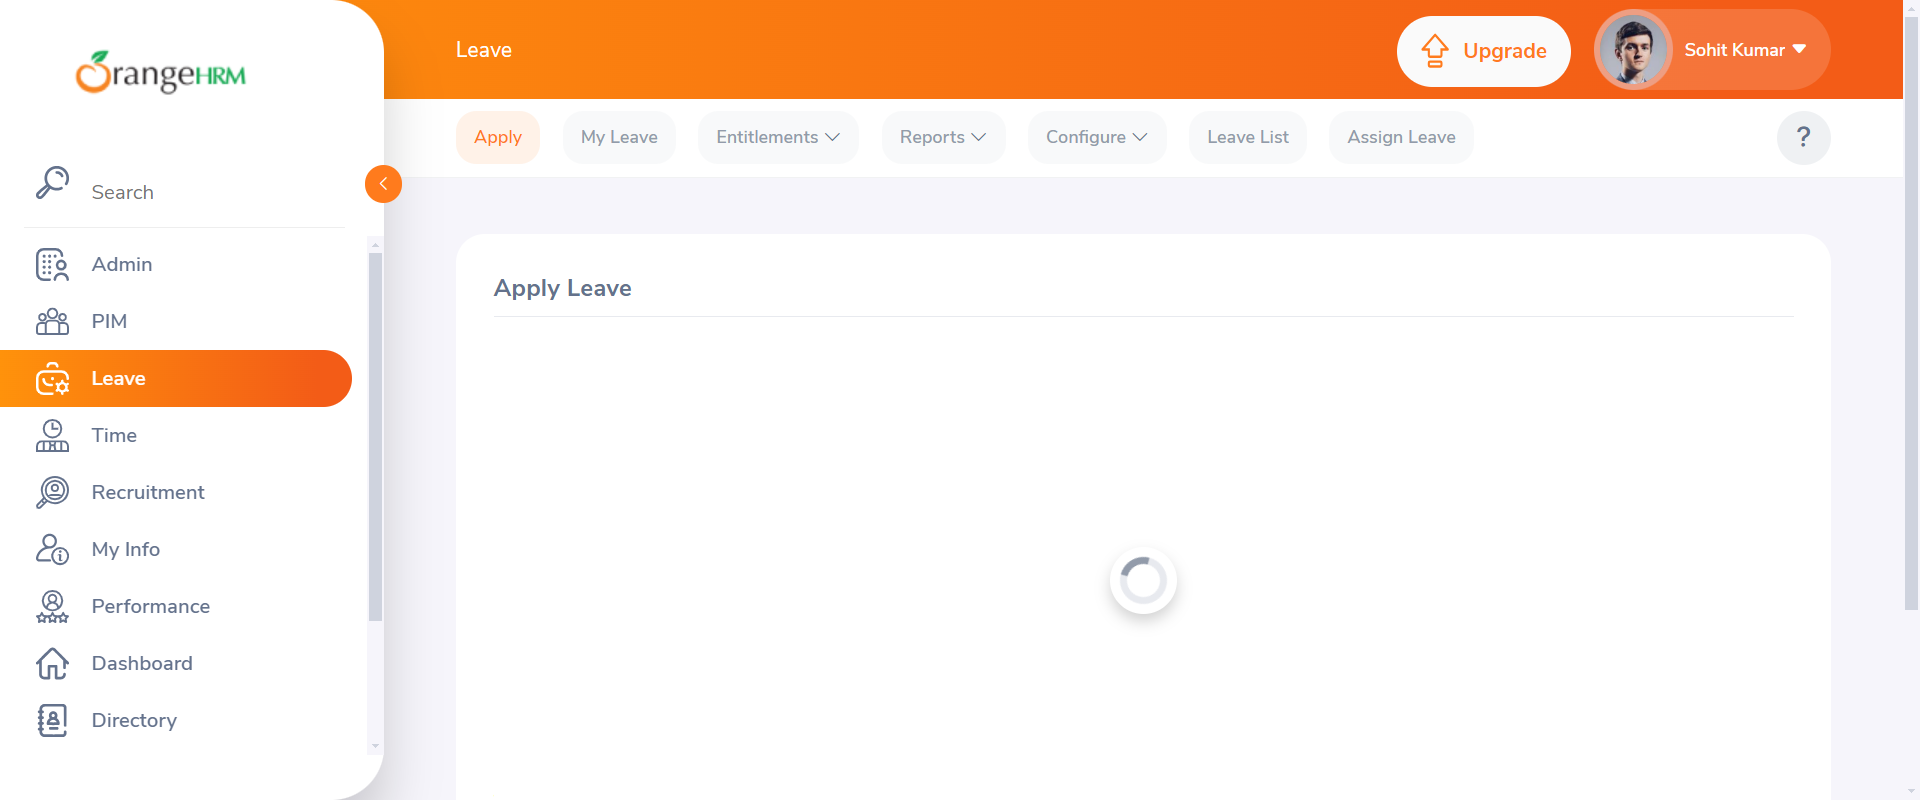 OrangeHRM
Search
Admin
PIM
Leave
Time
Recruitment
My Info
Performance
Dashboard
Directory
Leave
Upgrade
Sohit Kumar
Apply
My Leave
Entitlements
Reports
Configure
Leave List
Assign Leave
?
Apply Leave